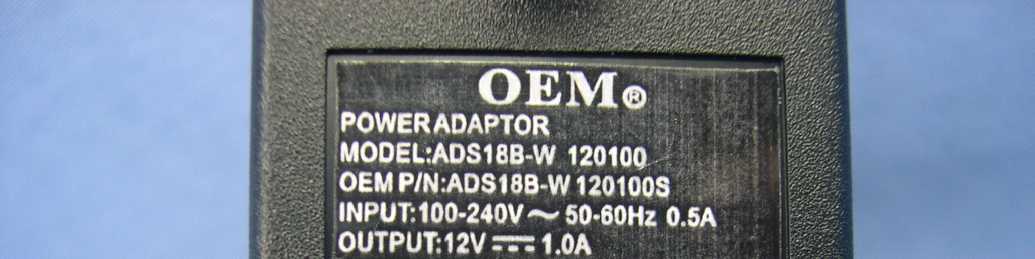 OEM®
POWER ADAPTOR
MODEL:ADS18B-W 120100
OEM P/N:ADS18B-W 120100S
INPUT:100-240V ~ 50-60Hz 0.5A
OUTPUT:12V ⎓ 1.0A